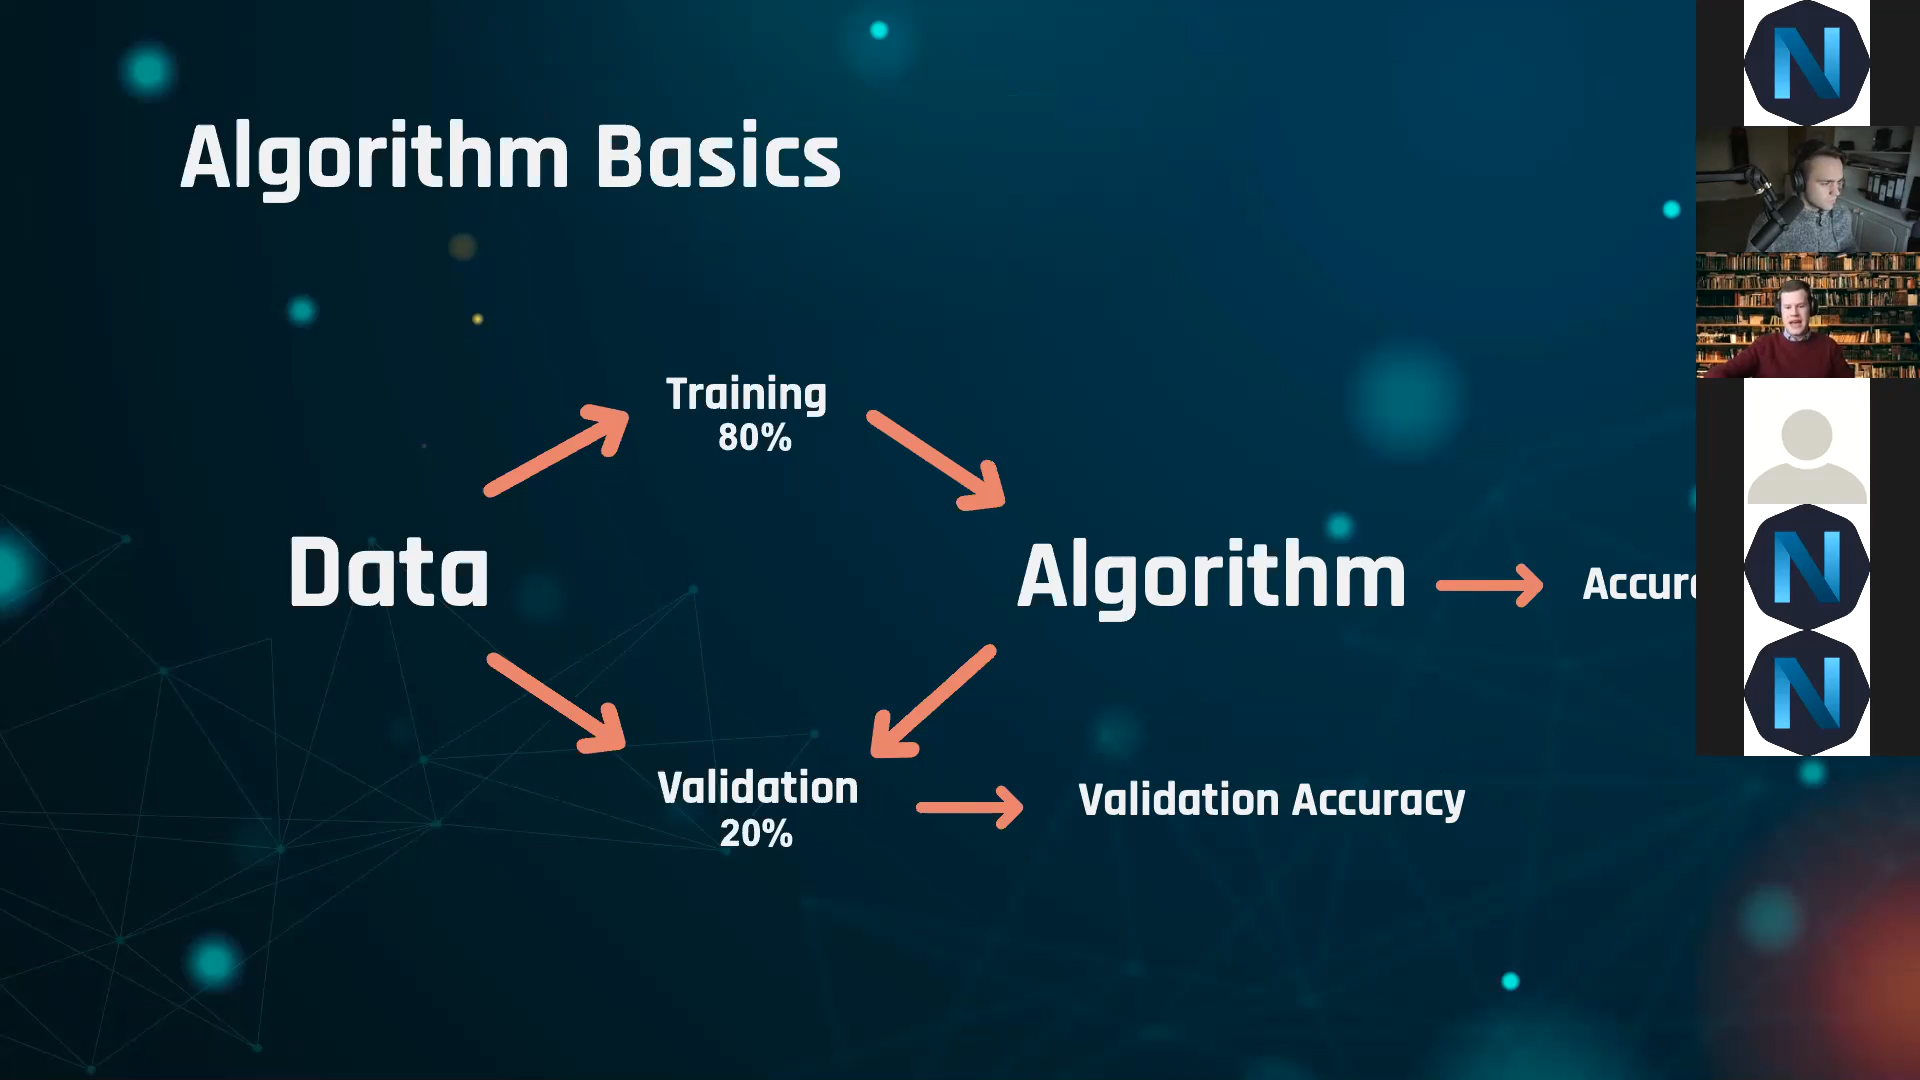 Algorithm Basics
Training
80%
Data
Algorithm
Validation
20%
Validation Accuracy
N
N
N